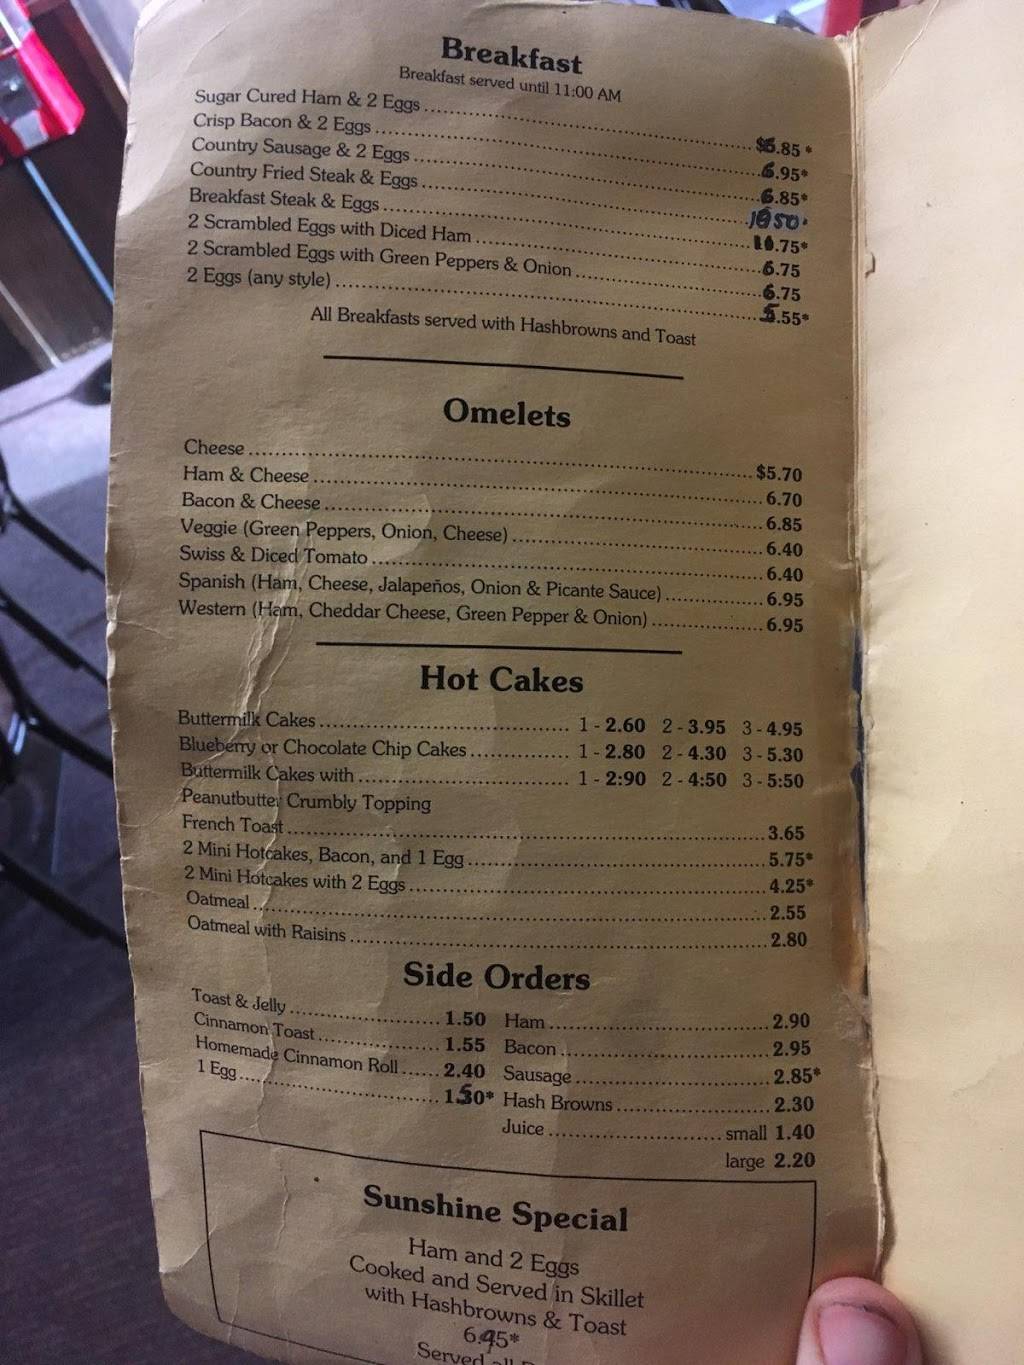 Breakfast
Breakfast served until 11:00 AM
Sugar Cured Ham & 2 Eggs ........ $6.85*
Crisp Bacon & 2 Eggs ........ 6.95*
Country Sausage & 2 Eggs ........ 6.85*
Country Fried Steak & Eggs ........ 10.50*
Breakfast Steak & Eggs ........ .75*
2 Scrambled Eggs with Diced Ham ........ 6.75
2 Scrambled Eggs with Green Peppers & Onion ........ 6.75
2 Eggs (any style) ........ 5.55*
All Breakfasts served with Hashbrowns and Toast
Omelets
Cheese ........ $5.70
Ham & Cheese ........ 6.70
Bacon & Cheese ........ 6.85
Veggie (Green Peppers, Onion, Cheese) ........ 6.40
Swiss & Diced Tomato ........ 6.40
Spanish (Ham, Cheese, Jalapeños, Onion & Picante Sauce) ........ 6.95
Western (Ham, Cheddar Cheese, Green Pepper & Onion) ........ 6.95
Hot Cakes
Buttermilk Cakes ........ 1 - 2.60 2 - 3.95 3 - 4.95
Blueberry or Chocolate Chip Cakes ........ 1 - 2.80 2 - 4.30 3 - 5.30
Buttermilk Cakes with ........ 1 - 2:90 2 - 4:50 3 - 5:50
Peanutbutter Crumbly Topping
French Toast ........ 3.65
2 Mini Hotcakes, Bacon, and 1 Egg ........ 5.75*
2 Mini Hotcakes with 2 Eggs ........ 4.25*
Oatmeal ........ 2.55
Oatmeal with Raisins ........ 2.80
Side Orders
Toast & Jelly ........ 1.50 Ham ........ 2.90
Cinnamon Toast ........ 1.55 Bacon ........ 2.95
Homemade Cinnamon Roll ...... 2.40 Sausage ........ 2.85*
1 Egg ........ 1.50* Hash Browns ........ 2.30
Juice ........ small 1.40
large 2.20
Sunshine Special
Ham and 2 Eggs
Cooked and Served in Skillet
with Hashbrowns & Toast
6.95*
Served all